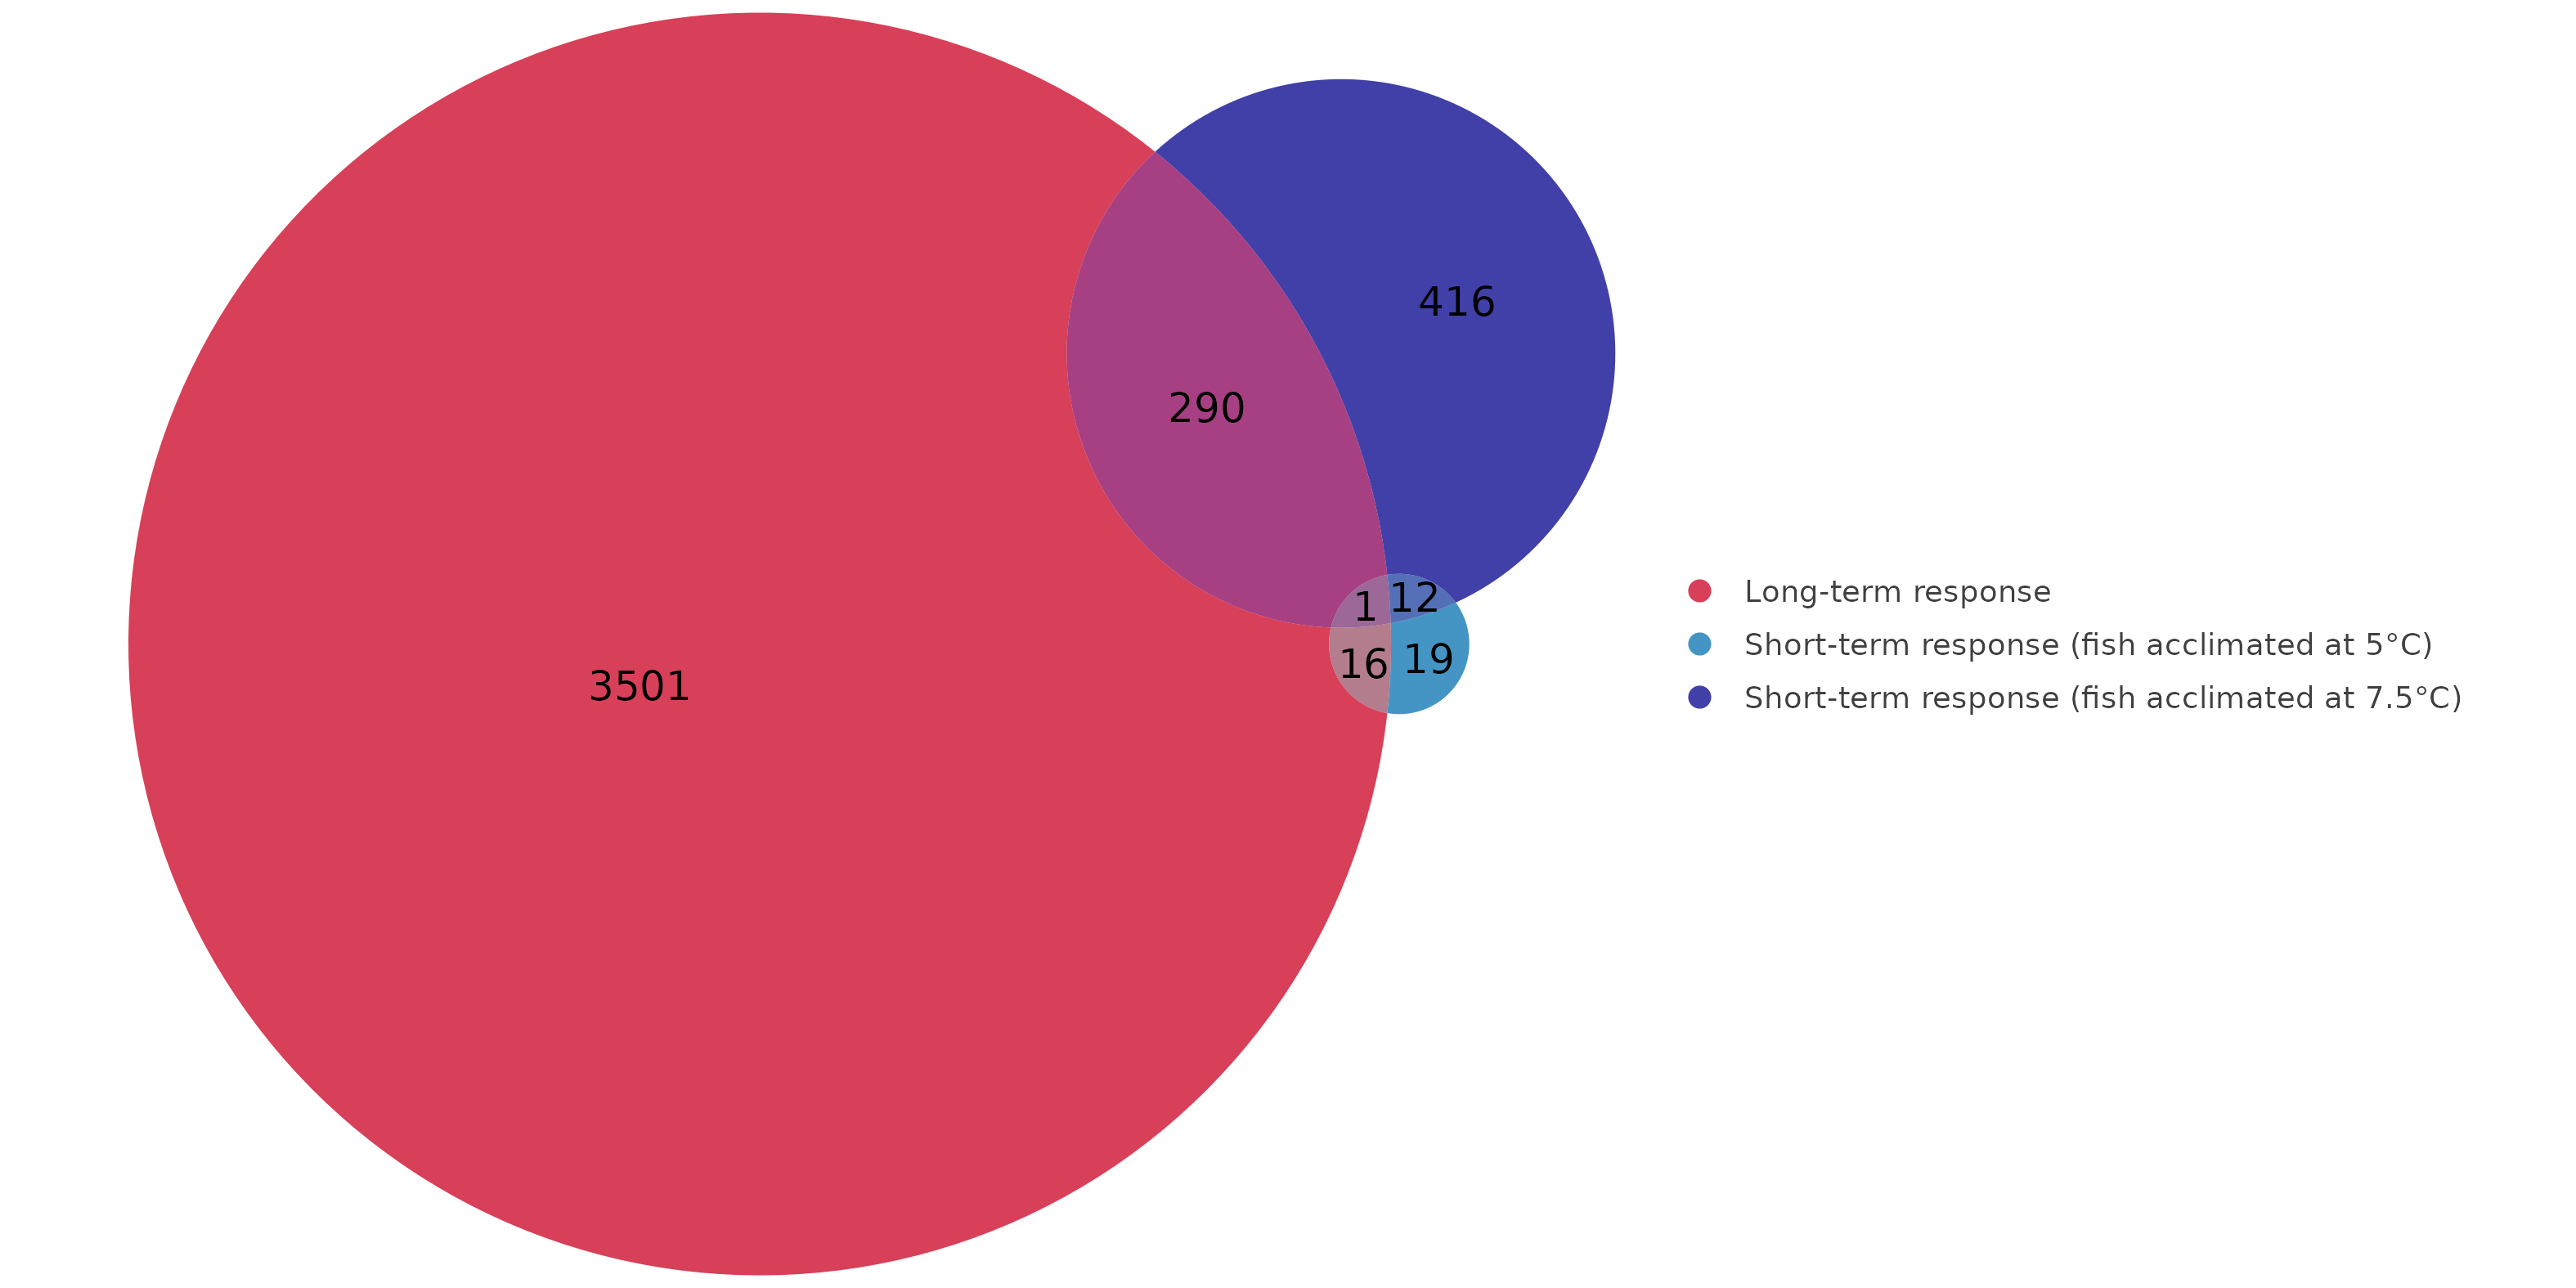 416
290
12
1
19
16
3501
Long-term response
Short-term response (fish acclimated at 5°C)
Short-term response (fish acclimated at 7.5°C)